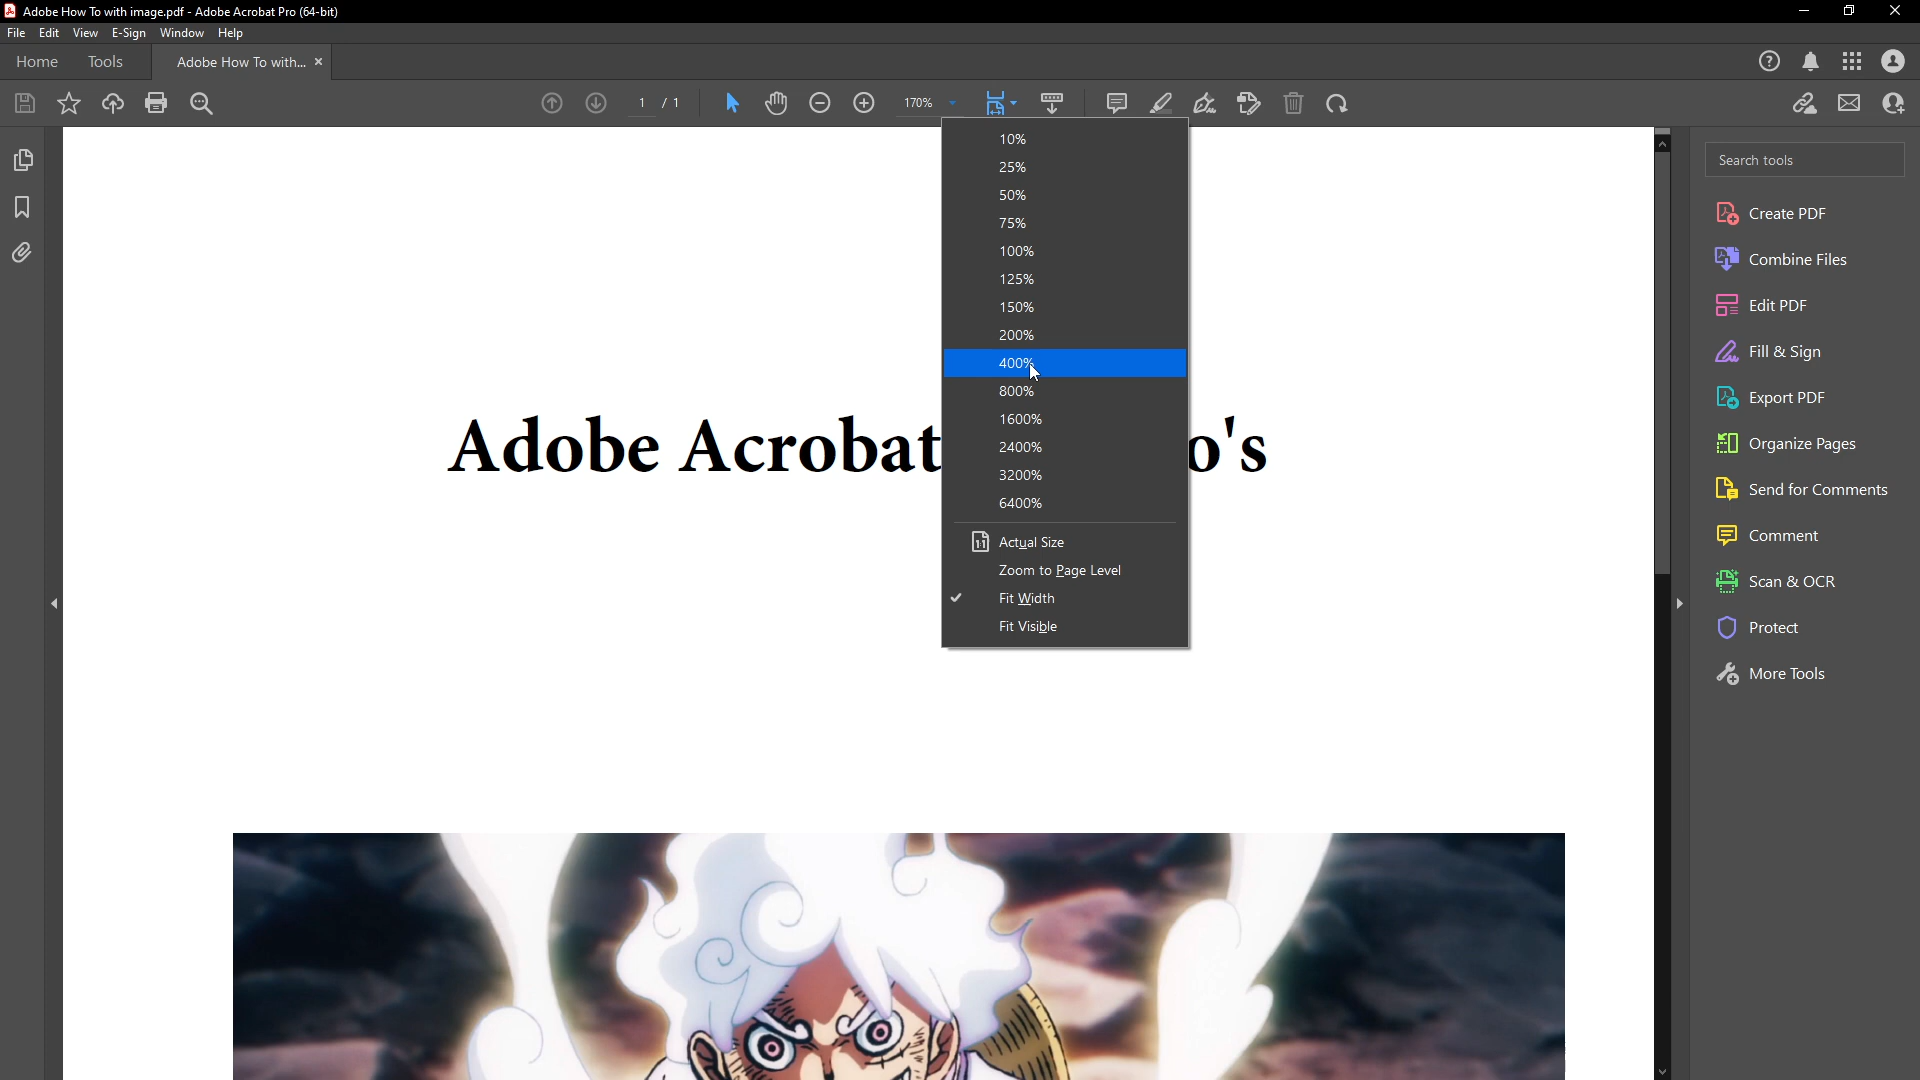 Adobe How To with image.pdf - Adobe Acrobat Pro (64-bit)
File Edit View E-Sign Window Help
Home Tools Adobe How To with...
1 / 1 170%
10%
25%
50%
75%
100%
125%
150%
200%
400%
800%
1600%
2400%
3200%
6400%
Actual Size
Zoom to Page Level
Fit Width
Fit Visible
Adobe Acrobat o's
Search tools
Create PDF
Combine Files
Edit PDF
Fill & Sign
Export PDF
Organize Pages
Send for Comments
Comment
Scan & OCR
Protect
More Tools